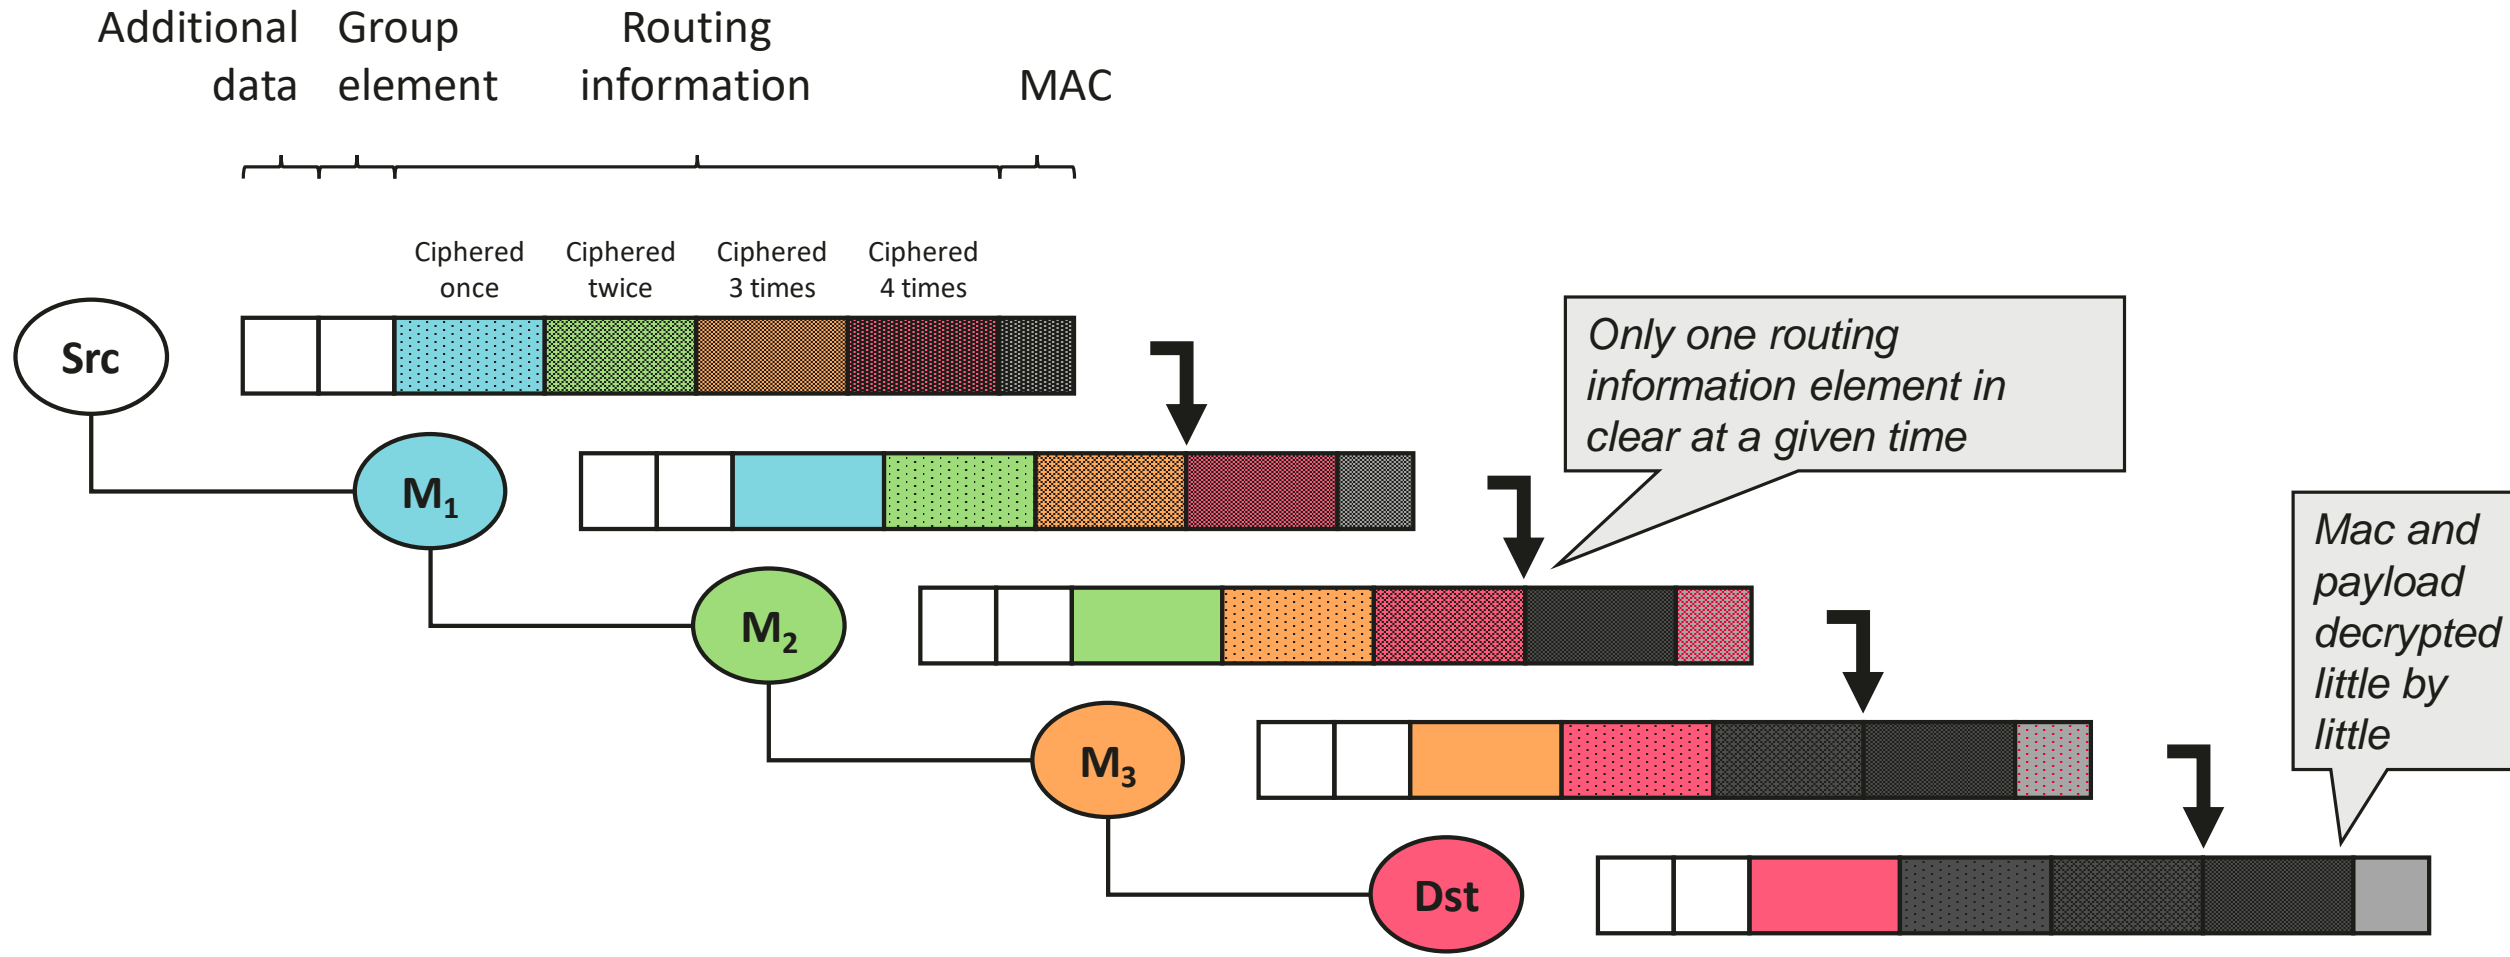 Additional
data
Group
element
Routing
information
MAC
Ciphered
once
Ciphered
twice
Ciphered
3 times
Ciphered
4 times
Src
Only one routing
information element in
clear at a given time
M1
Mac and
payload
decrypted
little by
little
M2
M3
Dst